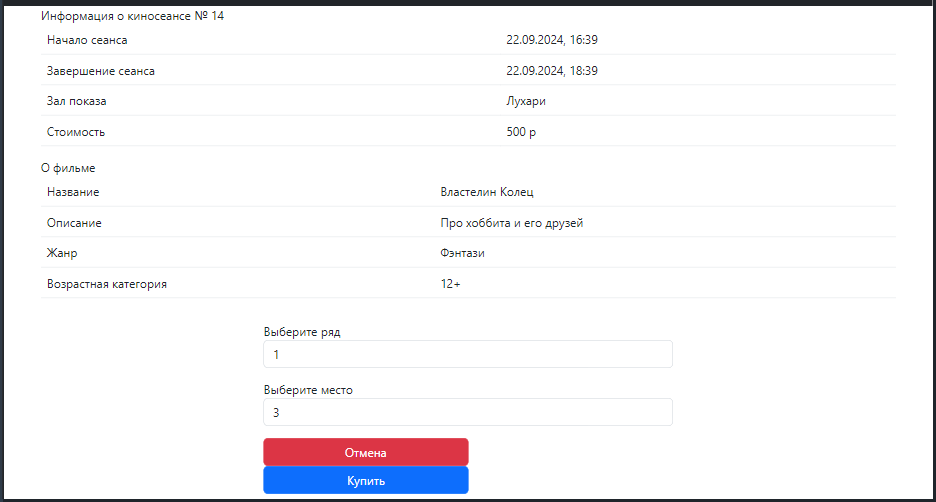 Информация о киносеансе № 14
Начало сеанса 22.09.2024, 16:39
Завершение сеанса 22.09.2024, 18:39
Зал показа Лухари
Стоимость 500 р
О фильме
Название Властелин Колец
Описание Про хоббита и его друзей
Жанр Фэнтази
Возрастная категория 12+
Выберите ряд
1
Выберите место
3
Отмена
Купить